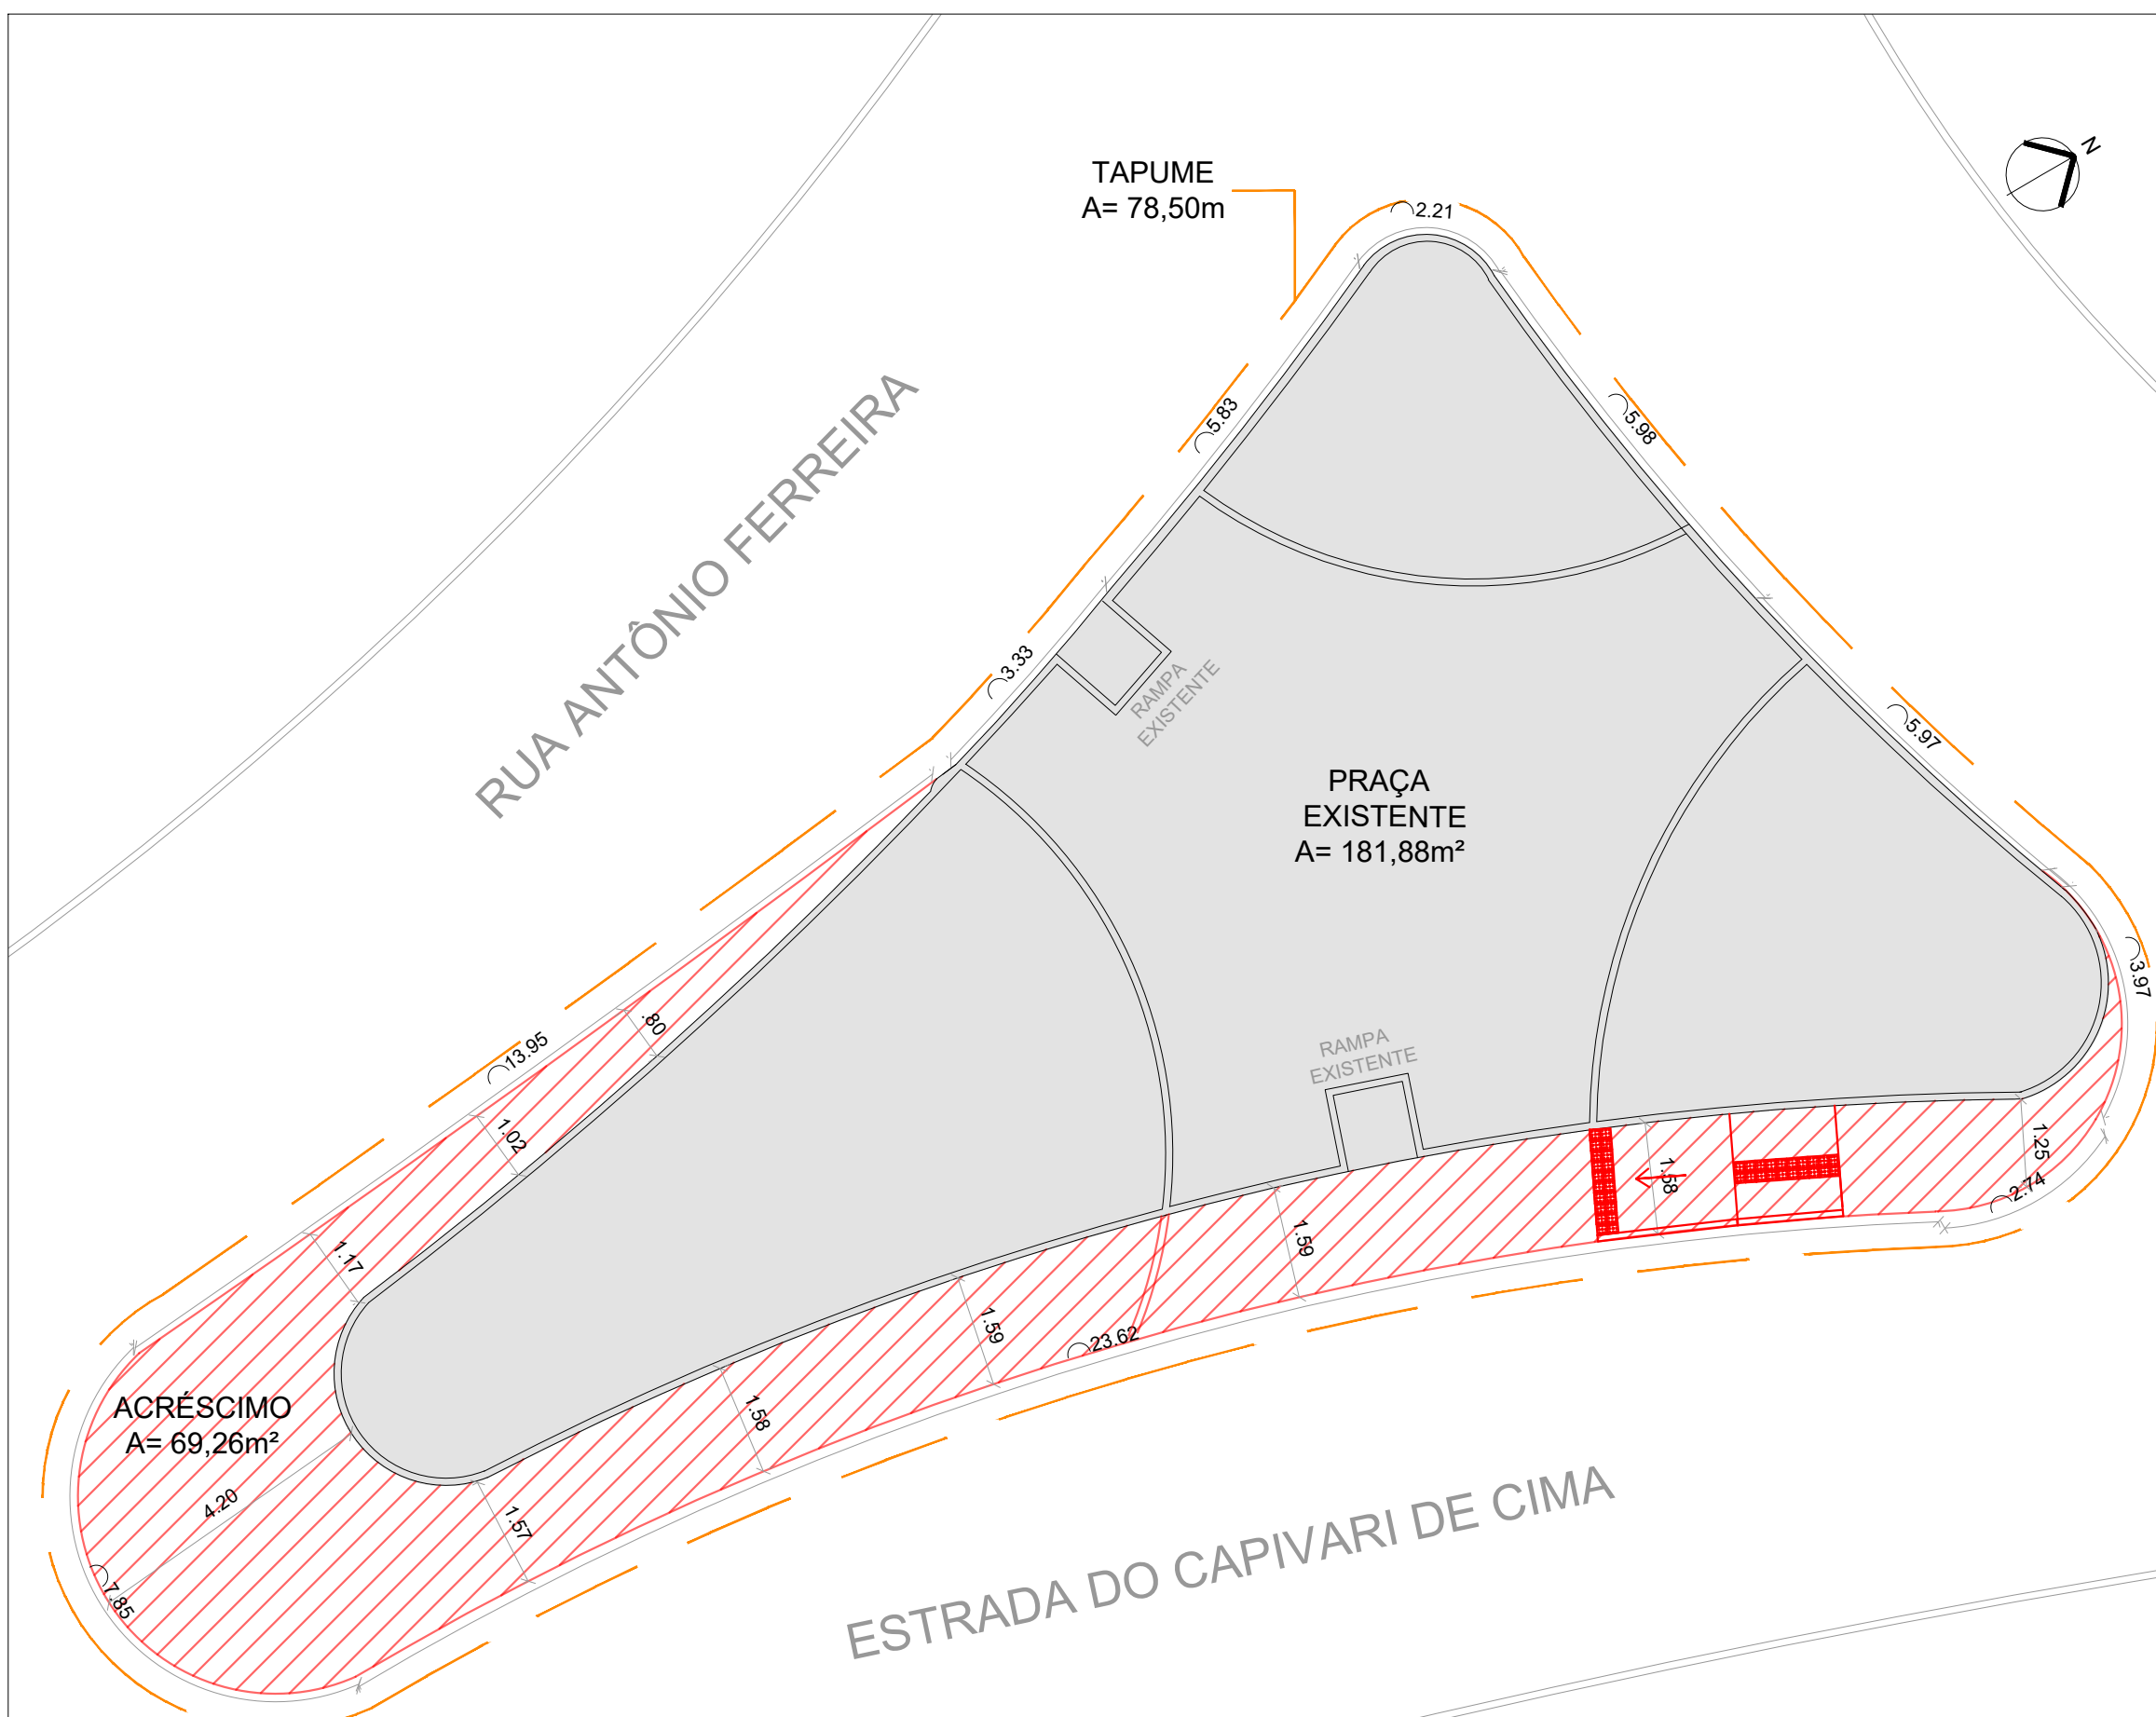 TAPUME
A= 78,50m
N
2.21
5.83
5.98
RUA ANTÔNIO FERREIRA
3.33
RAMPA
EXISTENTE
5.97
PRAÇA
EXISTENTE
A= 181,88m²
3.97
.80
13.95
RAMPA
EXISTENTE
1.02
1.25
1.58
2.74
1.17
1.59
1.59
23.62
ACRÉSCIMO
A= 69,26m²
1.58
4.20
1.57
7.85
ESTRADA DO CAPIVARI DE CIMA